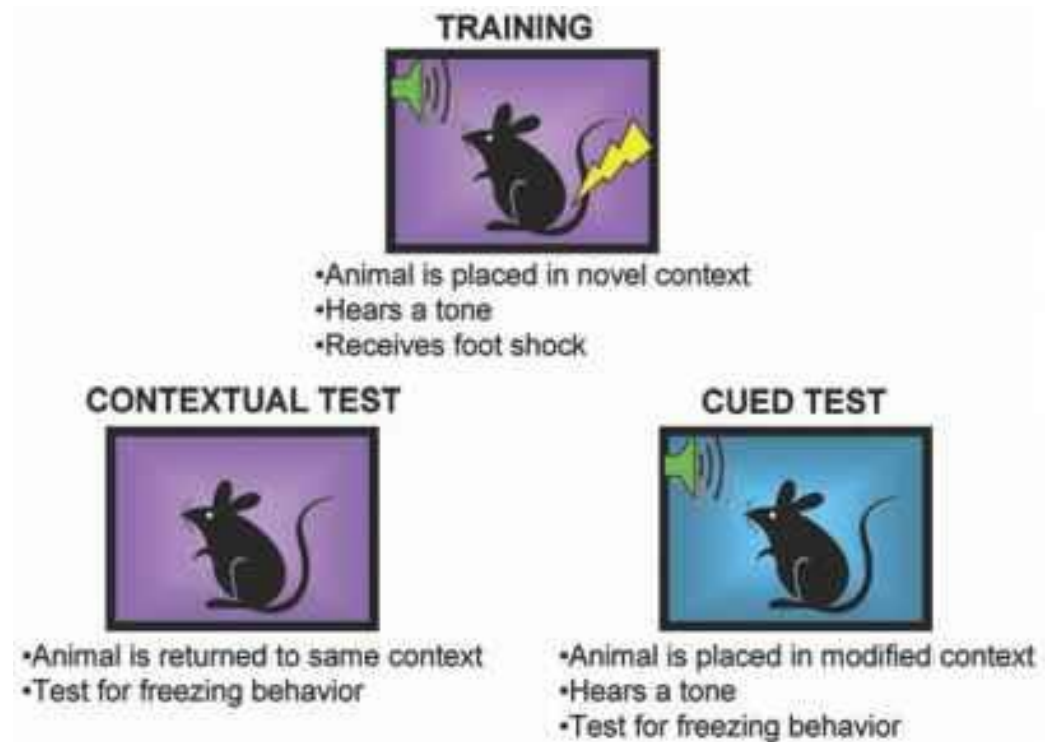 TRAINING
•Animal is placed in novel context
•Hears a tone
•Receives foot shock
CONTEXTUAL TEST
•Animal is returned to same context
•Test for freezing behavior
CUED TEST
•Animal is placed in modified context
•Hears a tone
•Test for freezing behavior